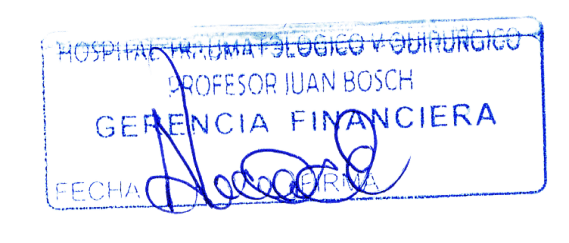 HOSPITAL TRAUMATOLOGICO Y QUIRURGICO
PROFESOR JUAN BOSCH
GERENCIA FINANCIERA
FECHA FIRMA